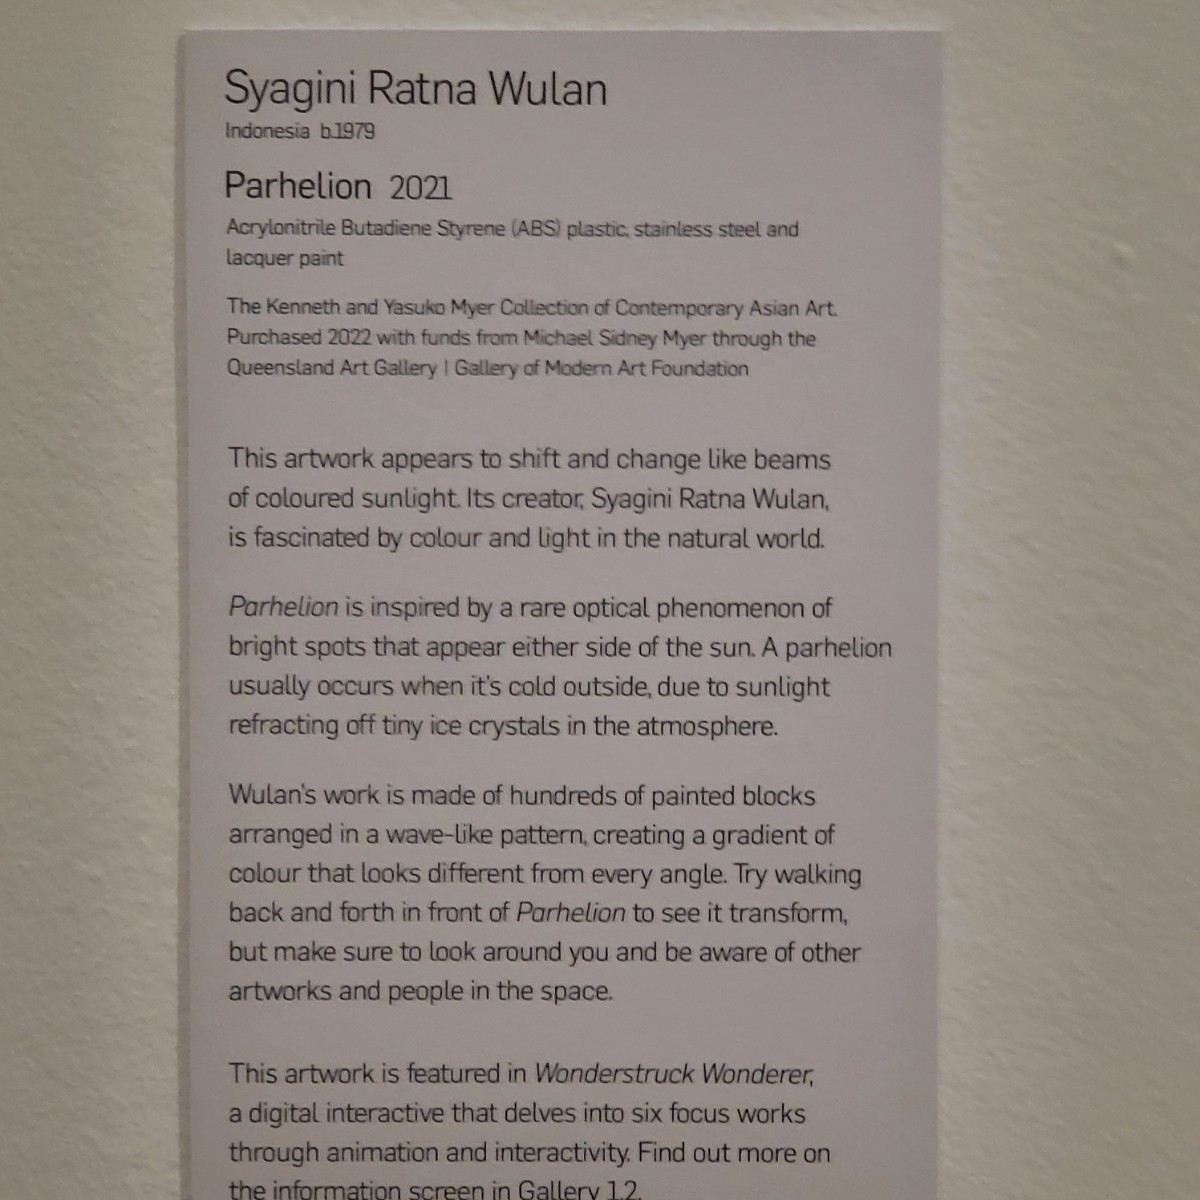 Syagini Ratna Wulan
Indonesia b.1979
Parhelion 2021
Acrylonitrile Butadiene Styrene (ABS) plastic, stainless steel and
lacquer paint
The Kenneth and Yasuko Myer Collection of Contemporary Asian Art.
Purchased 2022 with funds from Michael Sidney Myer through the
Queensland Art Gallery | Gallery of Modern Art Foundation
This artwork appears to shift and change like beams
of coloured sunlight. Its creator, Syagini Ratna Wulan,
is fascinated by colour and light in the natural world.
Parhelion is inspired by a rare optical phenomenon of
bright spots that appear either side of the sun. A parhelion
usually occurs when it's cold outside, due to sunlight
refracting off tiny ice crystals in the atmosphere.
Wulan's work is made of hundreds of painted blocks
arranged in a wave-like pattern, creating a gradient of
colour that looks different from every angle. Try walking
back and forth in front of Parhelion to see it transform,
but make sure to look around you and be aware of other
artworks and people in the space.
This artwork is featured in Wonderstruck Wonderer,
a digital interactive that delves into six focus works
through animation and interactivity. Find out more on
the information screen in Gallery 1.2.